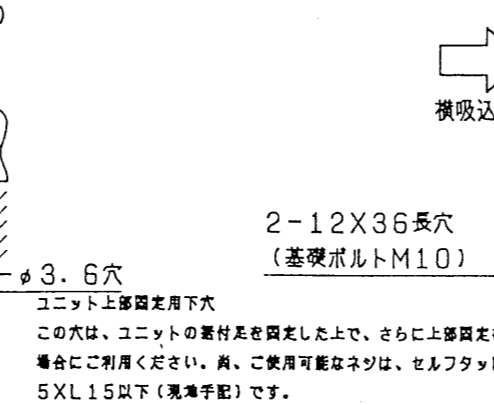 横吸込
2-12X36長穴
(基礎ボルトM10)
φ3.6穴
ユニット上部固定用下穴
この穴は、ユニットの据付足を固定した上で、さらに上部固定
場合にご利用ください。尚、ご使用可能なネジは、セルフタッ
5XL15以下(現地手配)です。